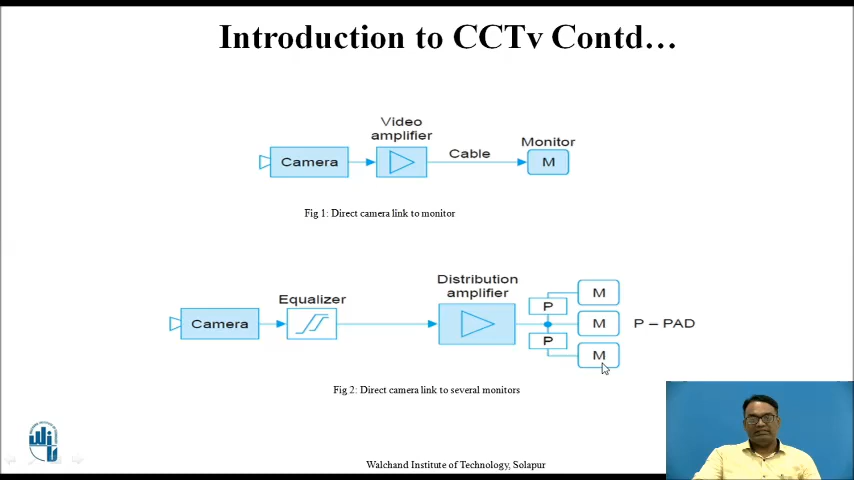 Introduction to CCTv Contd…
Video
amplifier
Monitor
Camera
Cable
M
Fig 1: Direct camera link to monitor
Distribution
amplifier
Equalizer
M
P
Camera
M
P – PAD
P
M
Fig 2: Direct camera link to several monitors
Walchand Institute of Technology, Solapur